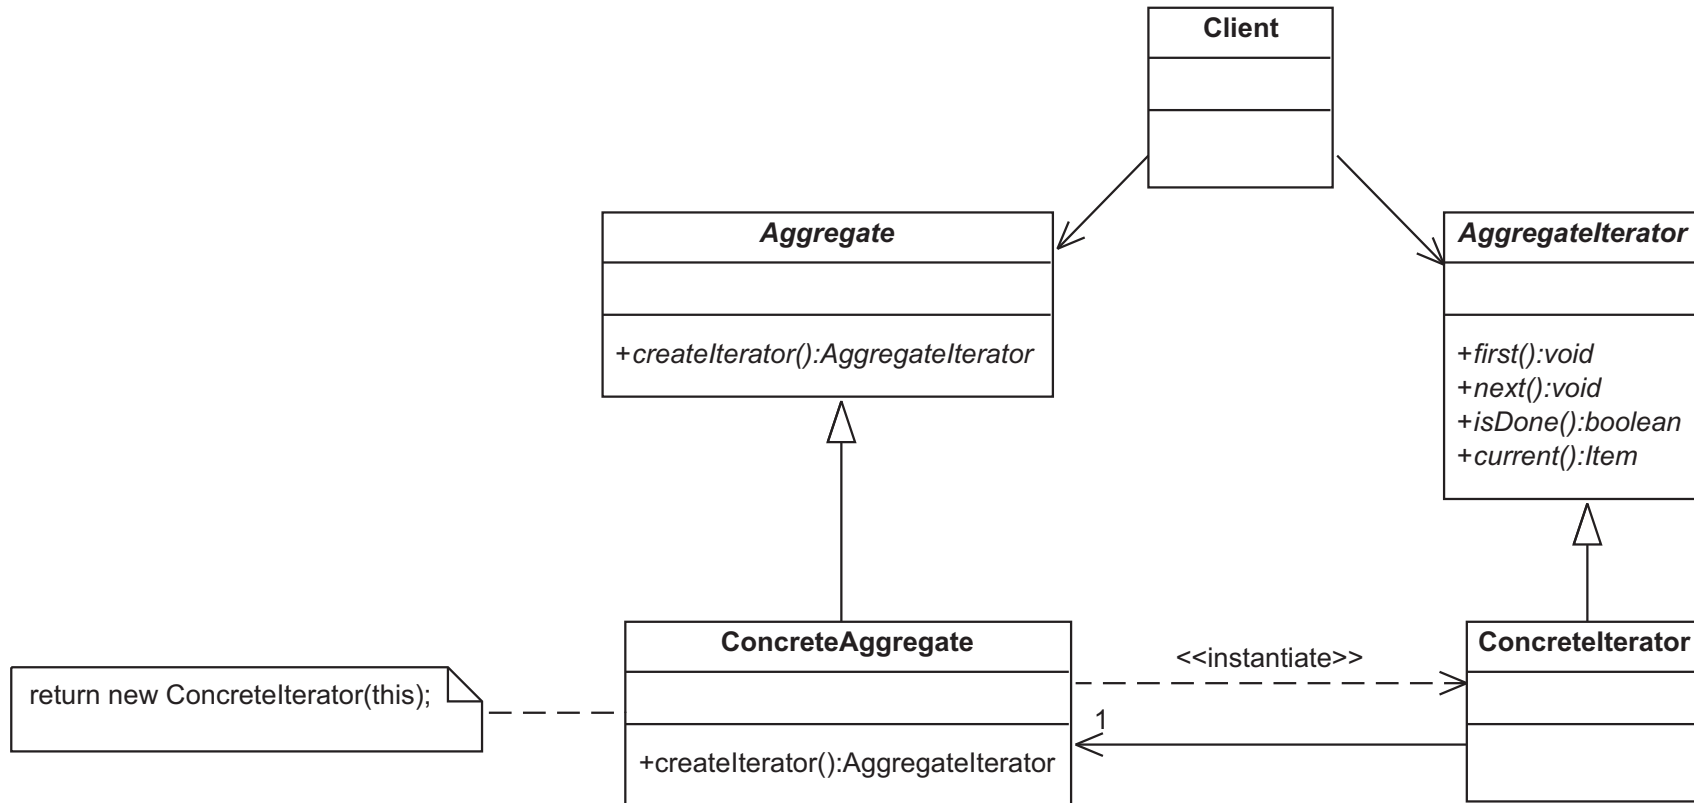 Client
Aggregate
+createIterator():AggregateIterator
AggregateIterator
+first():void
+next():void
+isDone():boolean
+current():Item
return new ConcreteIterator(this);
ConcreteAggregate
+createIterator():AggregateIterator
<<instantiate>>
1
ConcreteIterator